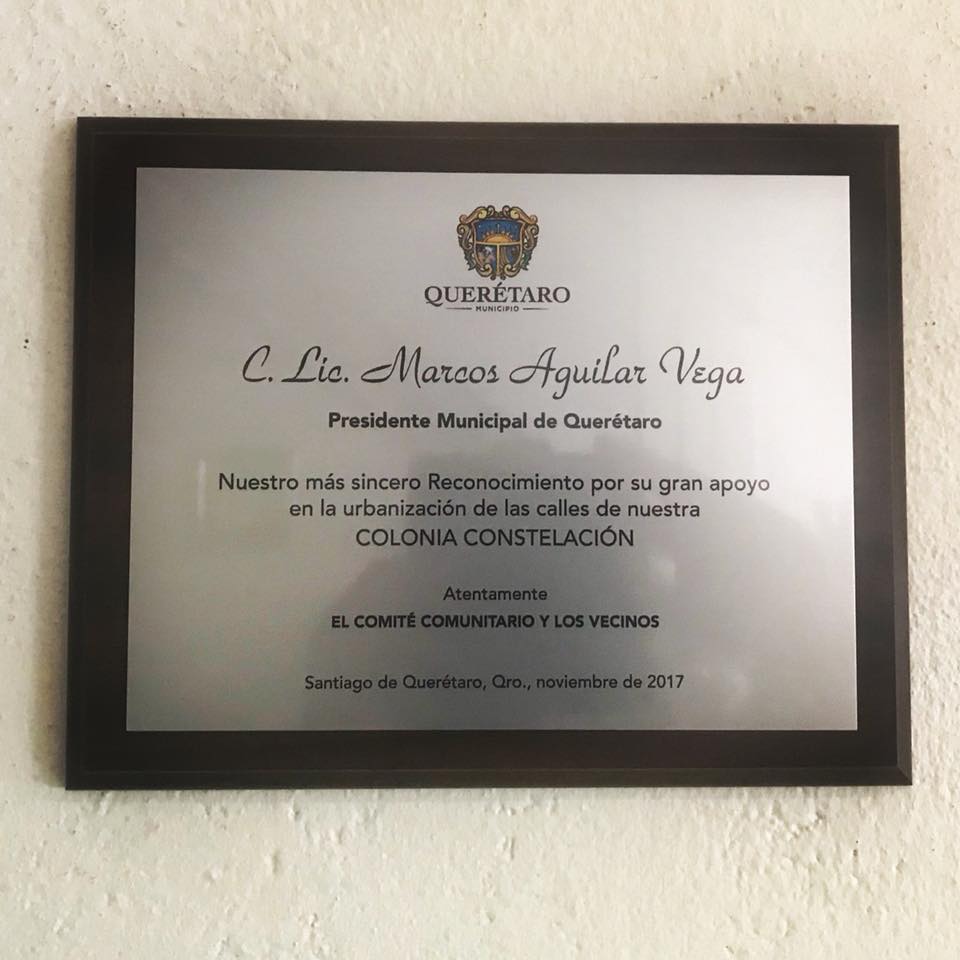 QUERÉTARO
MUNICIPIO
C. Lic. Marcos Aguilar Vega
Presidente Municipal de Querétaro
Nuestro más sincero Reconocimiento por su gran apoyo
en la urbanización de las calles de nuestra
COLONIA CONSTELACIÓN
Atentamente
EL COMITÉ COMUNITARIO Y LOS VECINOS
Santiago de Querétaro, Qro., noviembre de 2017